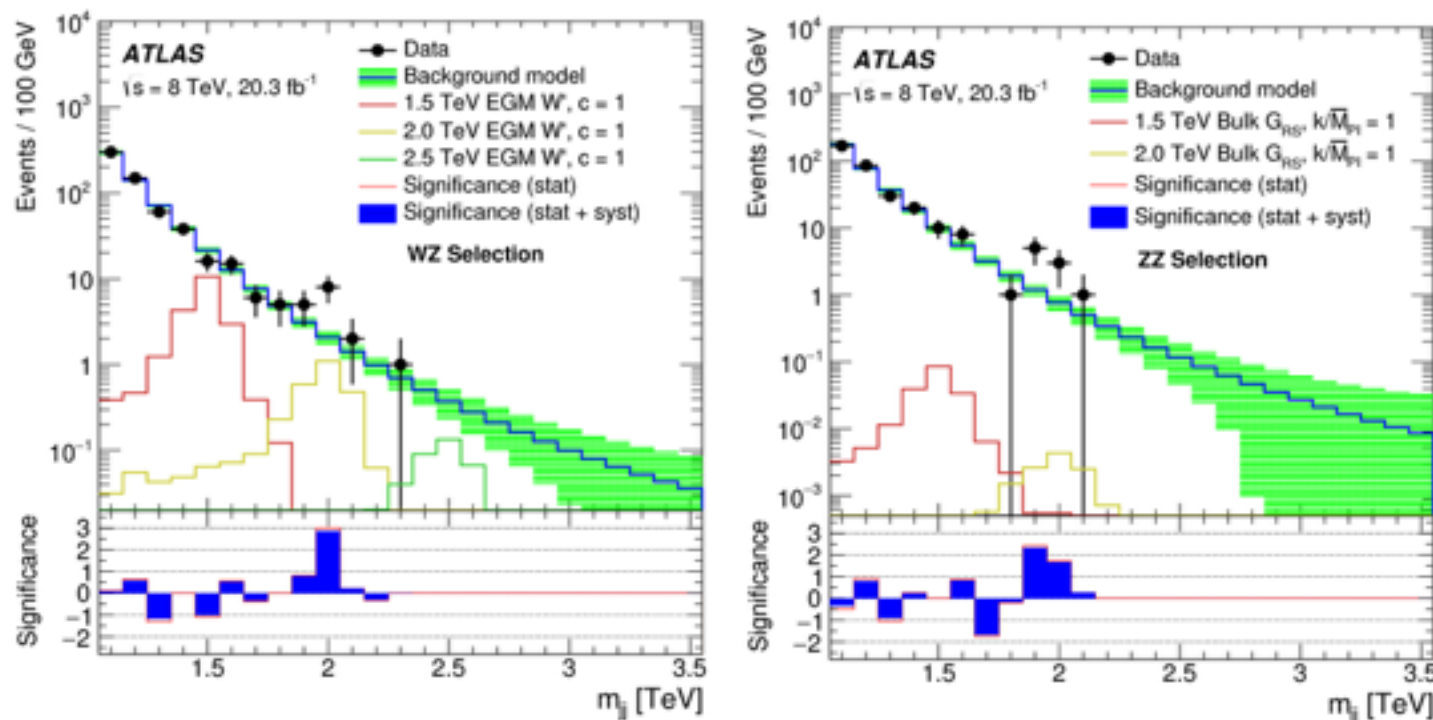 ATLAS
√s = 8 TeV, 20.3 fb⁻¹
Data
Background model
1.5 TeV EGM W', c = 1
2.0 TeV EGM W', c = 1
2.5 TeV EGM W', c = 1
Significance (stat)
Significance (stat + syst)
WZ Selection
Events / 100 GeV
10⁴
10³
10²
10
1
10⁻¹
Significance
3
2
1
0
−1
−2
1.5
2
2.5
3
3.5
m_jj [TeV]
ATLAS
√s = 8 TeV, 20.3 fb⁻¹
Data
Background model
1.5 TeV Bulk G_RS, k/M̅_Pl = 1
2.0 TeV Bulk G_RS, k/M̅_Pl = 1
Significance (stat)
Significance (stat + syst)
ZZ Selection
Events / 100 GeV
10⁴
10³
10²
10
1
10⁻¹
10⁻²
10⁻³
Significance
3
2
1
0
−1
−2
1.5
2
2.5
3
3.5
m_jj [TeV]